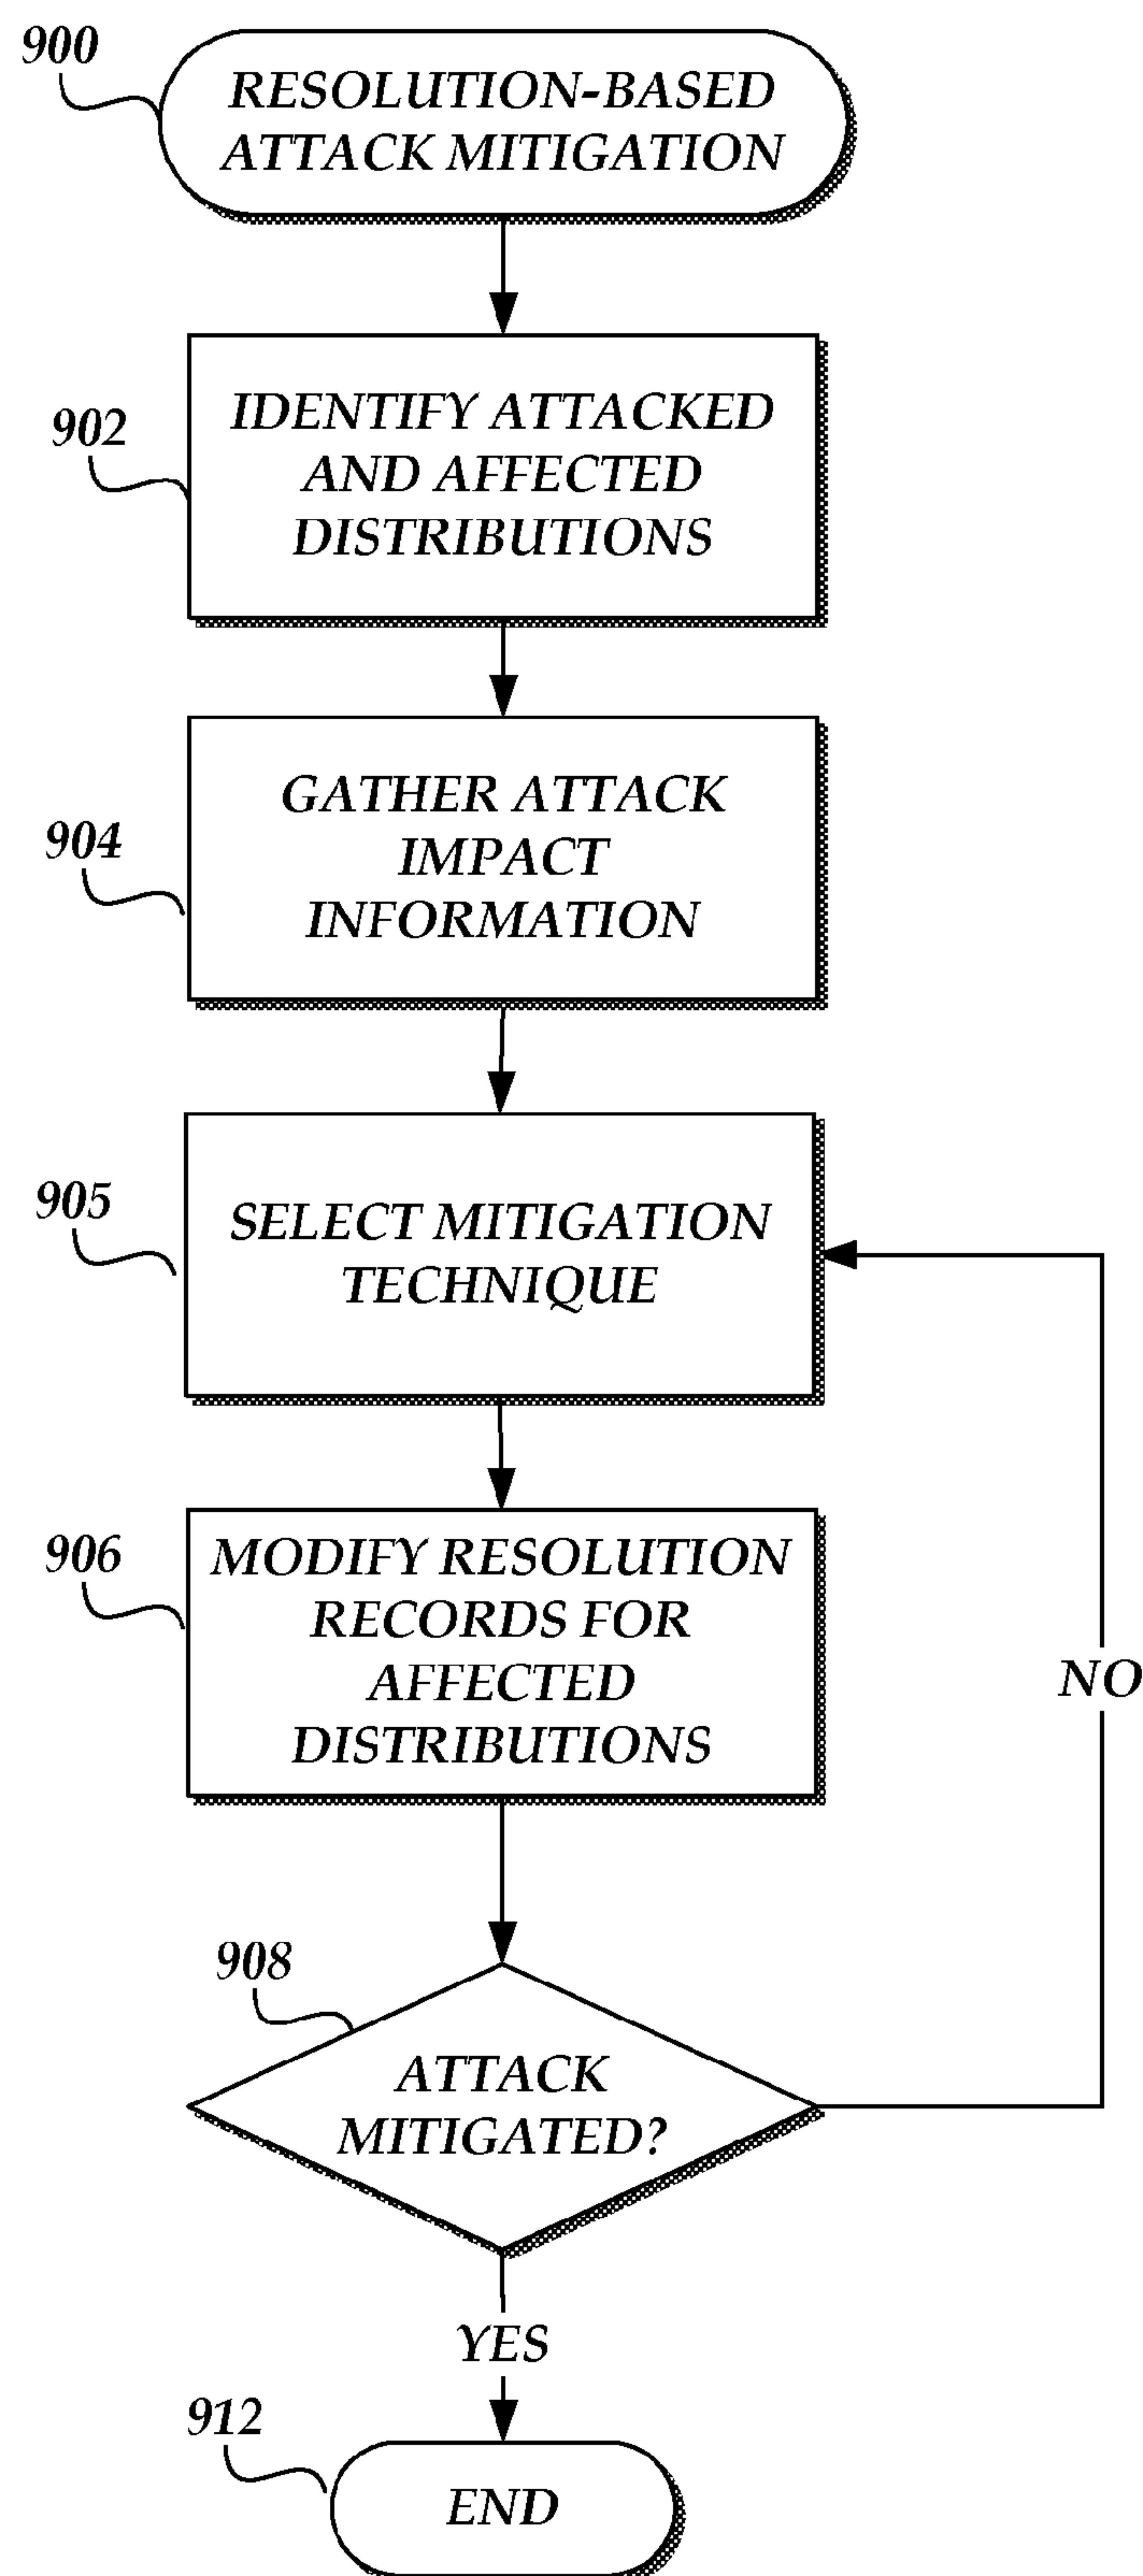 900
RESOLUTION-BASED
ATTACK MITIGATION
902
IDENTIFY ATTACKED
AND AFFECTED
DISTRIBUTIONS
904
GATHER ATTACK
IMPACT
INFORMATION
905
SELECT MITIGATION
TECHNIQUE
906
MODIFY RESOLUTION
RECORDS FOR
AFFECTED
DISTRIBUTIONS
NO
908
ATTACK
MITIGATED?
YES
912
END